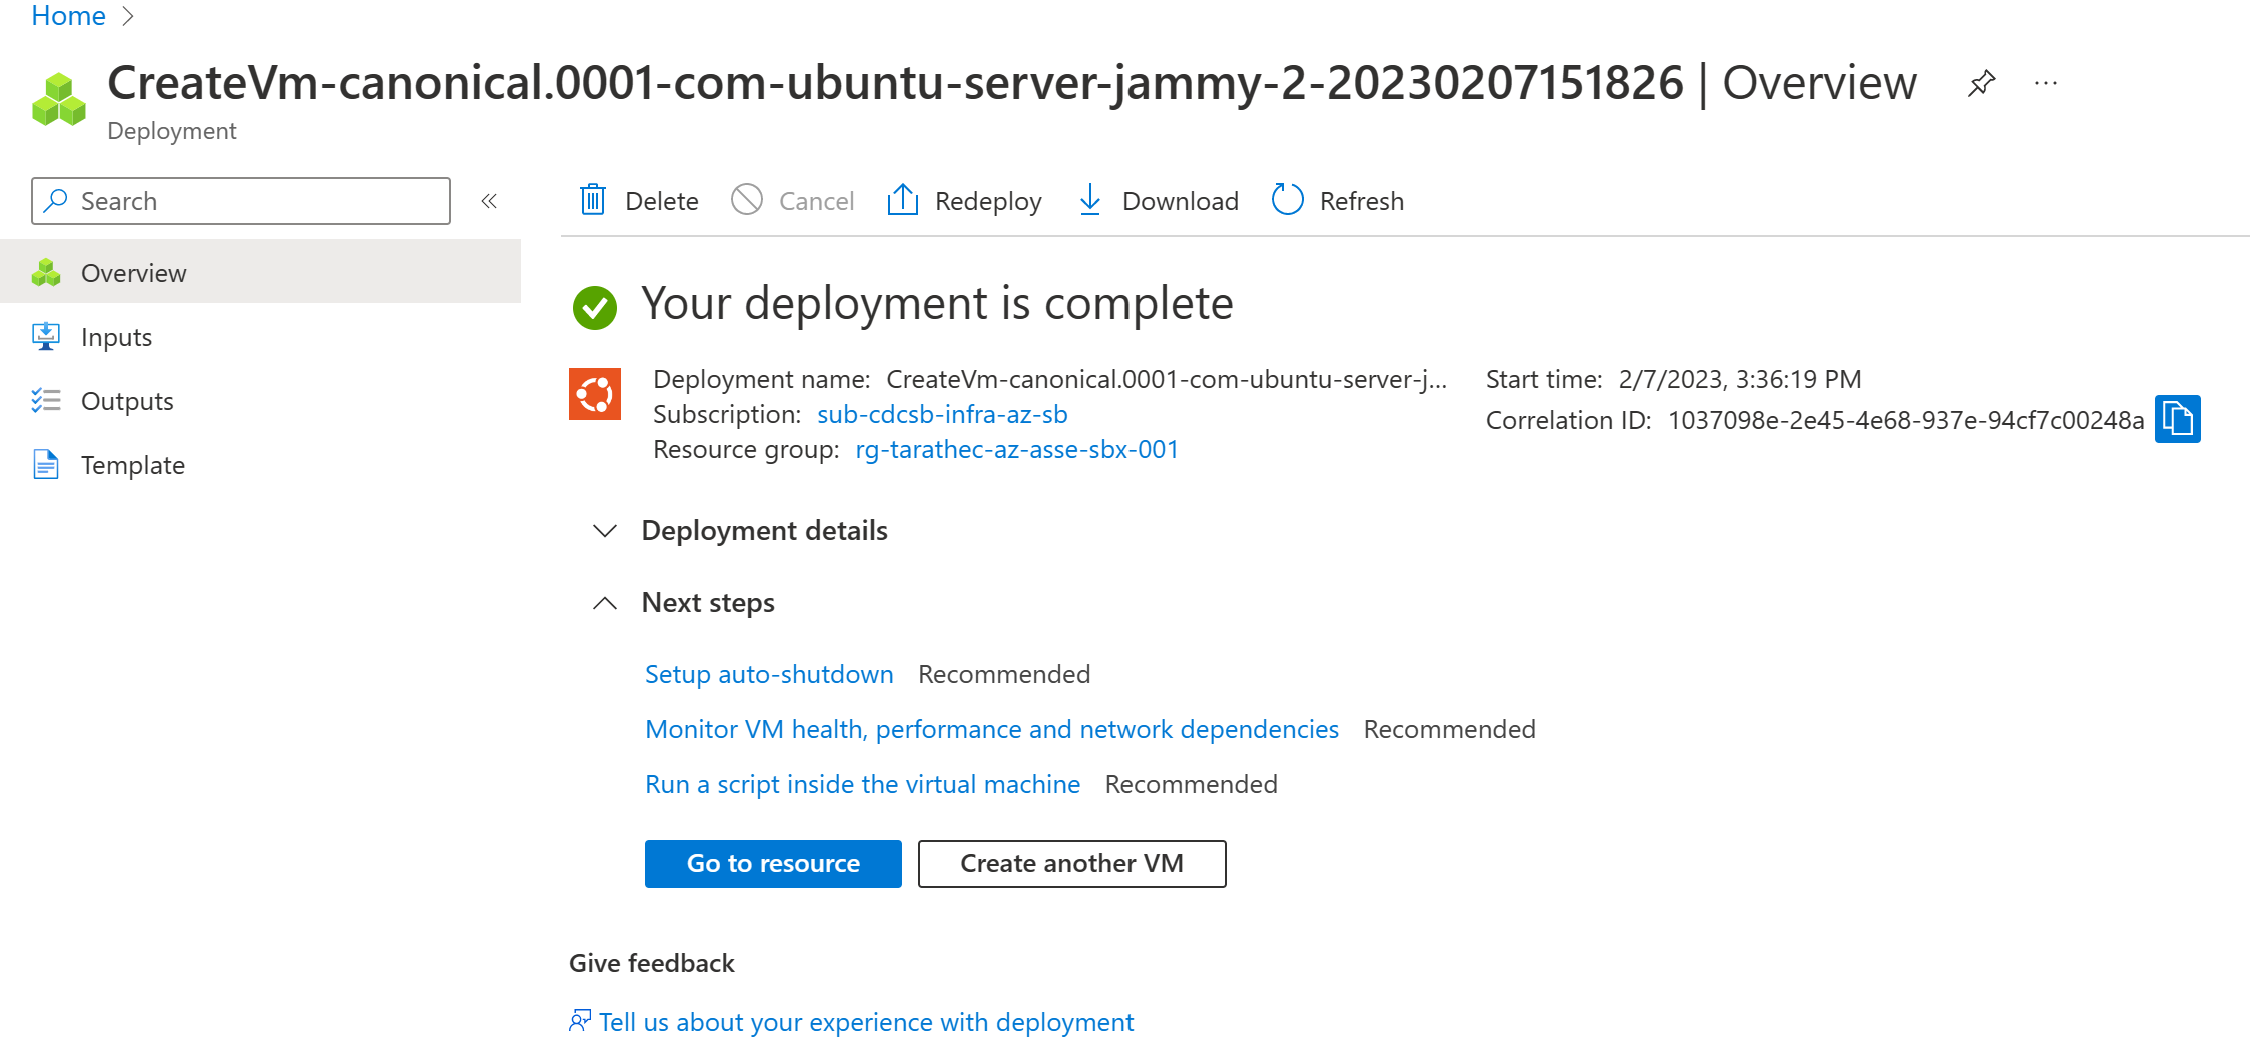 Home
CreateVm-canonical.0001-com-ubuntu-server-jammy-2-20230207151826 | Overview
Deployment
Search
Delete
Cancel
Redeploy
Download
Refresh
Overview
Inputs
Outputs
Template
Your deployment is complete
Deployment name: CreateVm-canonical.0001-com-ubuntu-server-j...
Subscription: sub-cdcsb-infra-az-sb
Resource group: rg-tarathec-az-asse-sbx-001
Start time: 2/7/2023, 3:36:19 PM
Correlation ID: 1037098e-2e45-4e68-937e-94cf7c00248a
Deployment details
Next steps
Setup auto-shutdown Recommended
Monitor VM health, performance and network dependencies Recommended
Run a script inside the virtual machine Recommended
Go to resource
Create another VM
Give feedback
Tell us about your experience with deployment